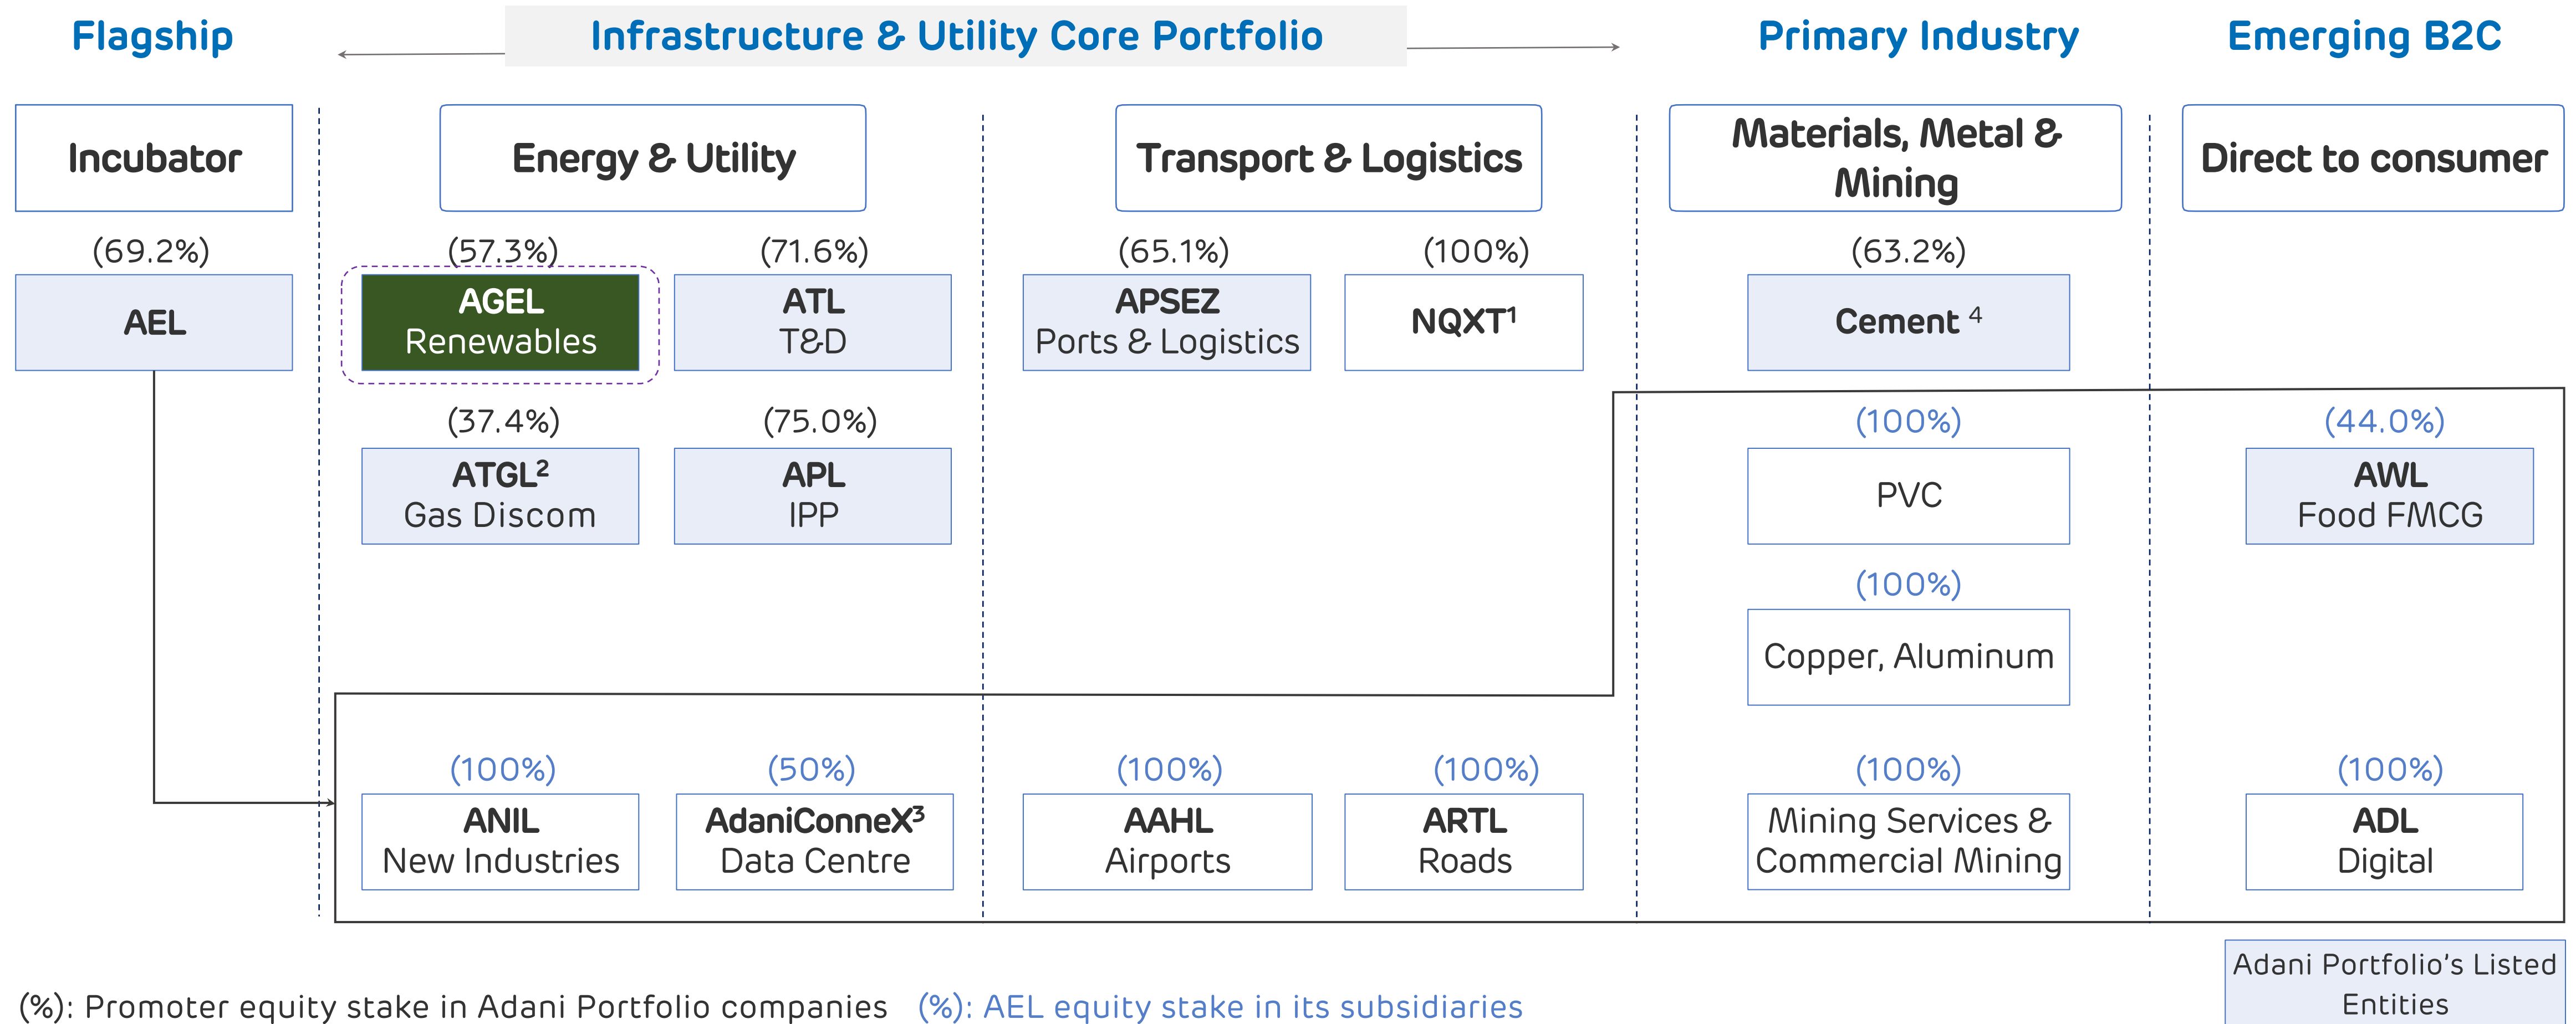 Flagship
Infrastructure & Utility Core Portfolio
Primary Industry
Emerging B2C
Incubator
Energy & Utility
Transport & Logistics
Materials, Metal &
Mining
Direct to consumer
(69.2%)
(57.3%)
(71.6%)
(65.1%)
(100%)
(63.2%)
AEL
AGEL
Renewables
ATL
T&D
APSEZ
Ports & Logistics
NQXT¹
Cement ⁴
(37.4%)
(75.0%)
(100%)
(44.0%)
ATGL²
Gas Discom
APL
IPP
PVC
AWL
Food FMCG
(100%)
Copper, Aluminum
(100%)
(50%)
(100%)
(100%)
(100%)
(100%)
ANIL
New Industries
AdaniConneX³
Data Centre
AAHL
Airports
ARTL
Roads
Mining Services &
Commercial Mining
ADL
Digital
(%): Promoter equity stake in Adani Portfolio companies
(%): AEL equity stake in its subsidiaries
Adani Portfolio's Listed
Entities